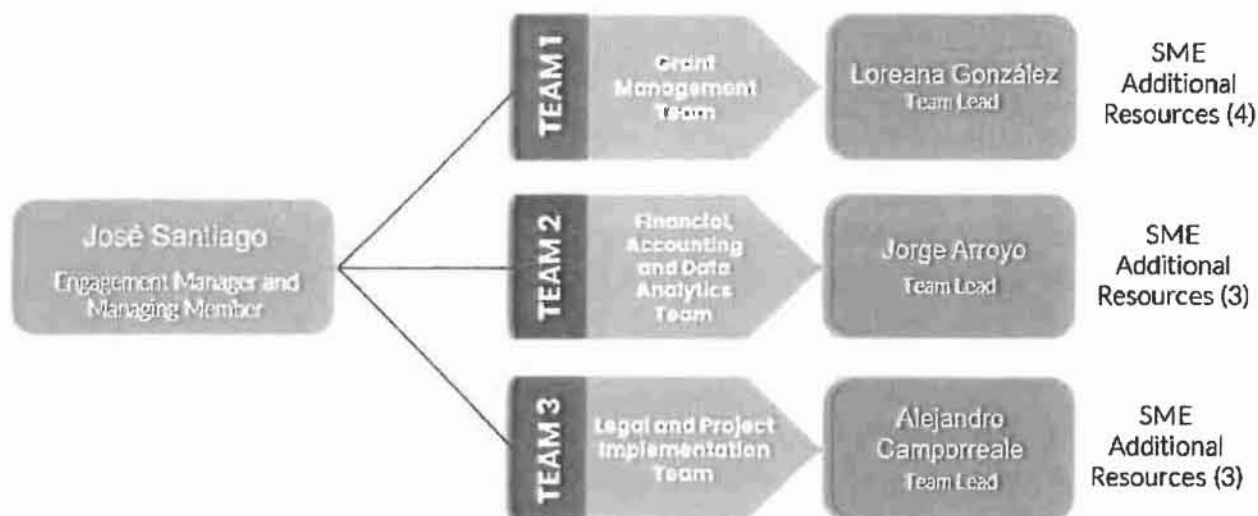 José Santiago
Engagement Manager and
Managing Member
TEAM 1
Grant
Management
Team
Loreana González
Team Lead
SME
Additional
Resources (4)
TEAM 2
Financial,
Accounting
and Data
Analytics
Team
Jorge Arroyo
Team Lead
SME
Additional
Resources (3)
TEAM 3
Legal and Project
Implementation
Team
Alejandro
Camporreale
Team Lead
SME
Additional
Resources (3)